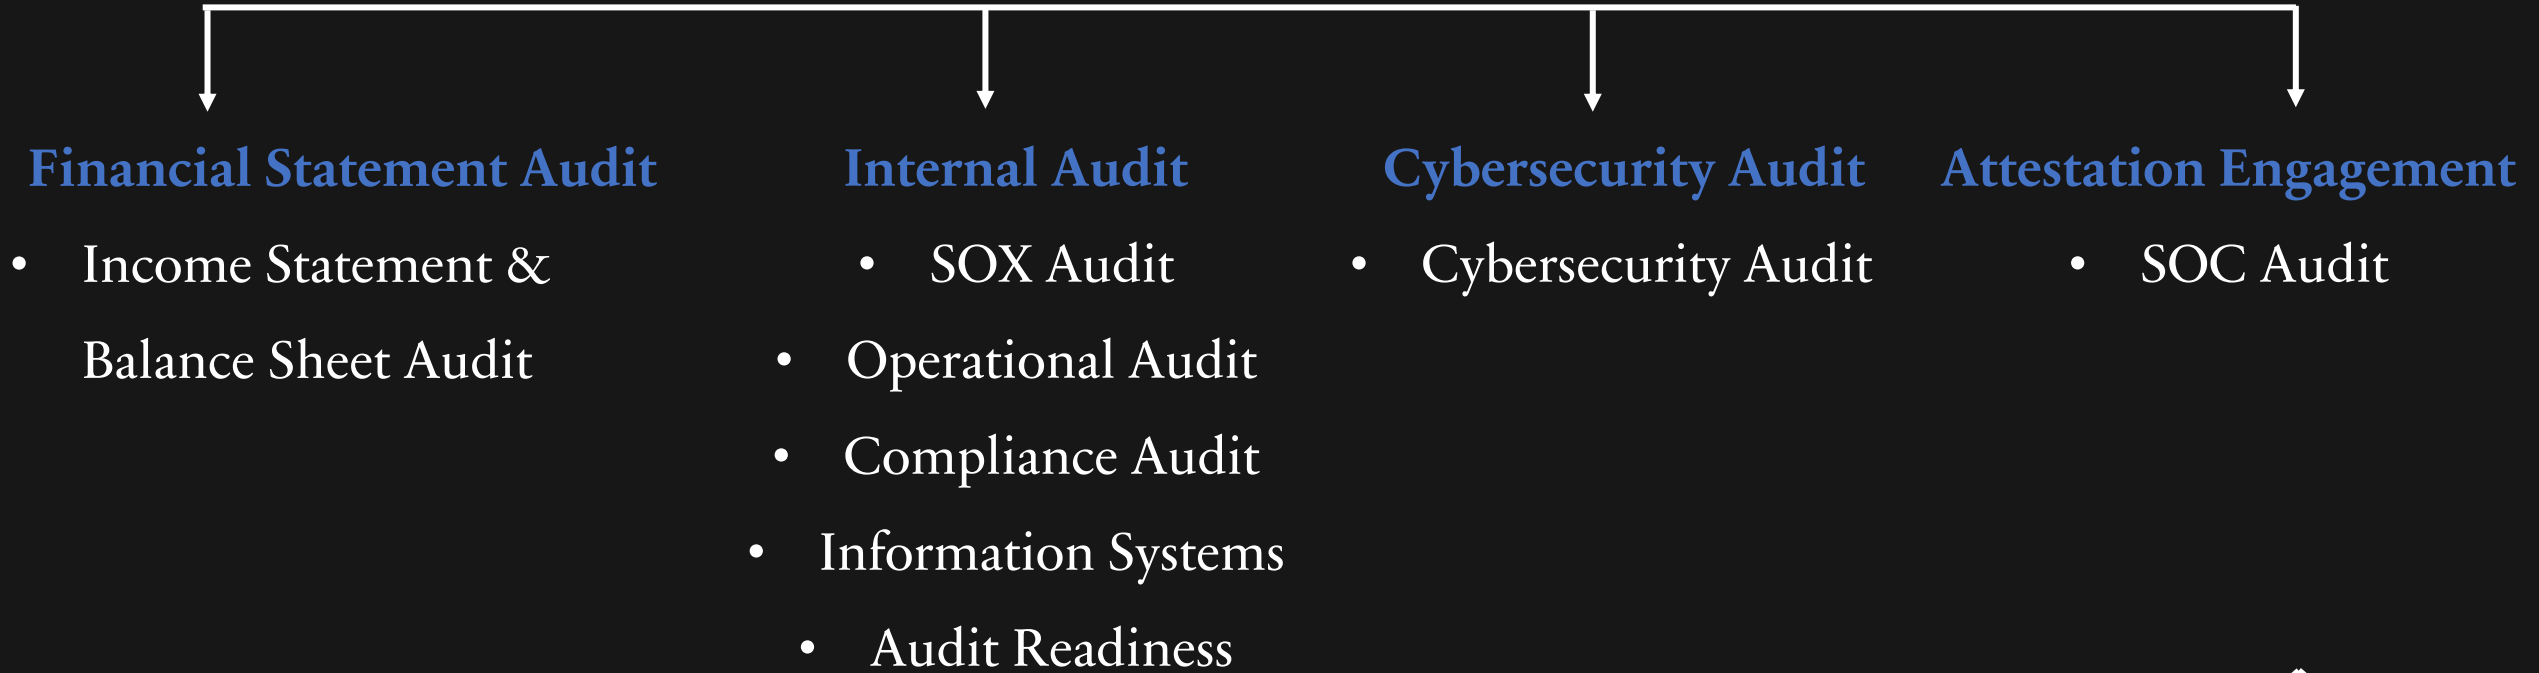 Financial Statement Audit
• Income Statement &
Balance Sheet Audit
Internal Audit
• SOX Audit
• Operational Audit
• Compliance Audit
• Information Systems
• Audit Readiness
Cybersecurity Audit
• Cybersecurity Audit
Attestation Engagement
• SOC Audit